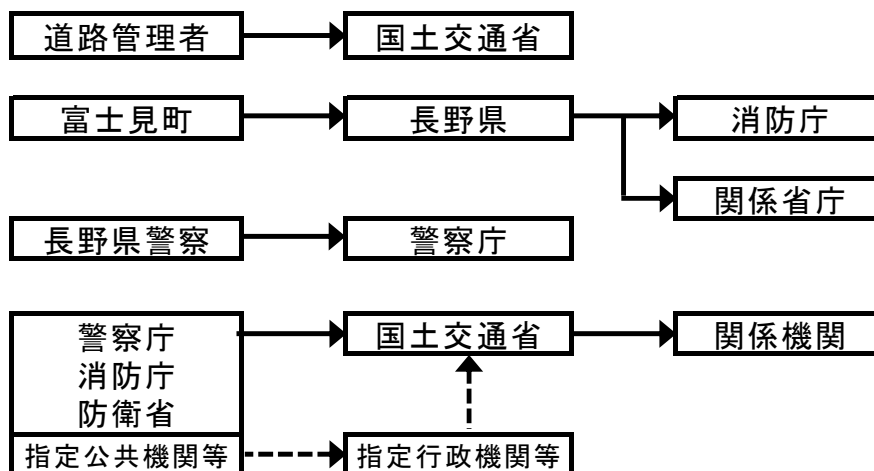 道路管理者
国土交通省
富士見町
長野県
消防庁
関係省庁
長野県警察
警察庁
警察庁
消防庁
防衛省
国土交通省
関係機関
指定公共機関等
指定行政機関等